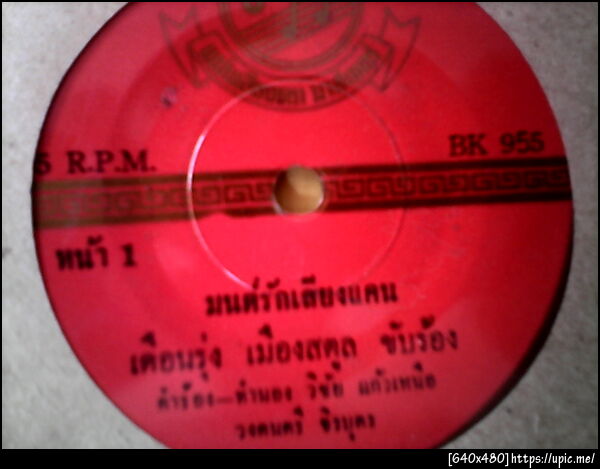 5 R.P.M.
BK 955
หน้า 1
มนต์รักเสียงแคน
เดือนรุ่ง เมืองสตูล ขับร้อง
คำร้อง-ทำนอง วิชัย แก้วเหนือ
วงดนตรี จิรบุตร
[640x480]https://upic.me/